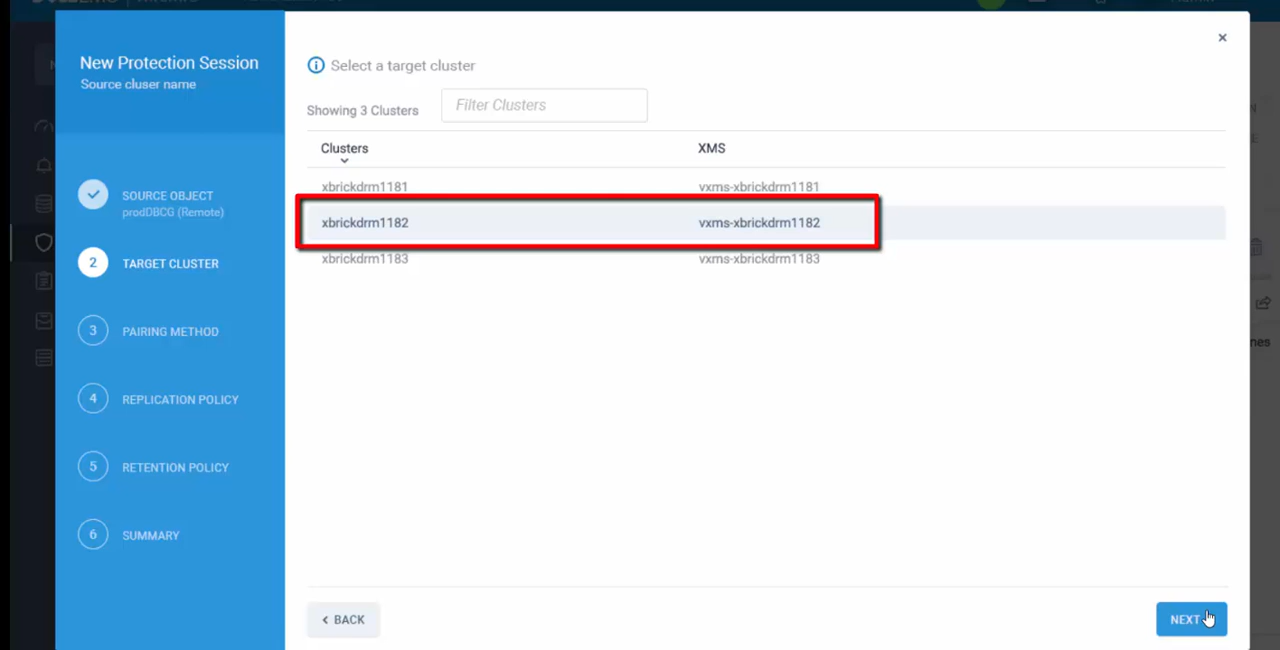 New Protection Session
Source cluser name
SOURCE OBJECT
prodDBCG (Remote)
2 TARGET CLUSTER
3 PAIRING METHOD
4 REPLICATION POLICY
5 RETENTION POLICY
6 SUMMARY
Select a target cluster
Showing 3 Clusters Filter Clusters
Clusters XMS
xbrickdrm1181 vxms-xbrickdrm1181
xbrickdrm1182 vxms-xbrickdrm1182
xbrickdrm1183 vxms-xbrickdrm1183
BACK NEXT